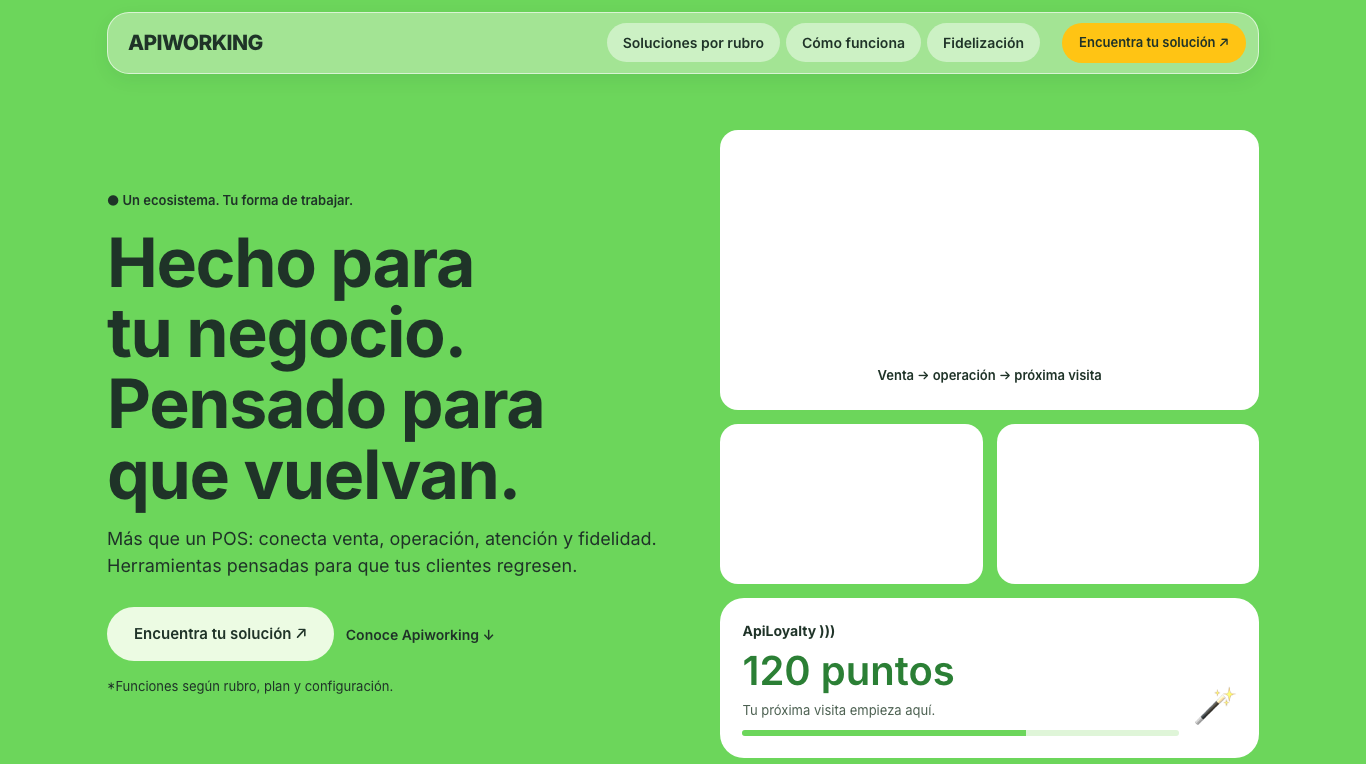 APIWORKING
Soluciones por rubro
Cómo funciona
Fidelización
Encuentra tu solución ↗
● Un ecosistema. Tu forma de trabajar.
Hecho para
tu negocio.
Pensado para
que vuelvan.
Más que un POS: conecta venta, operación, atención y fidelidad.
Herramientas pensadas para que tus clientes regresen.
Encuentra tu solución ↗
Conoce Apiworking ↓
*Funciones según rubro, plan y configuración.
Venta → operación → próxima visita
ApiLoyalty )))
120 puntos
Tu próxima visita empieza aquí.